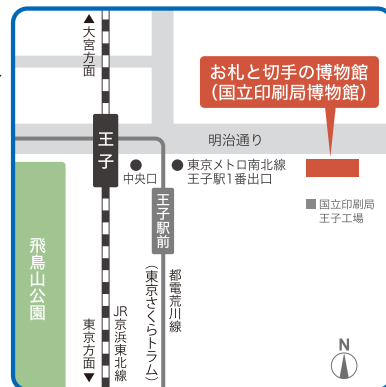 ▲大宮方面
お札と切手の博物館
（国立印刷局博物館）
王子
明治通り
中央口
東京メトロ南北線
王子駅1番出口
王子駅前
国立印刷局
王子工場
飛鳥山公園
東京方面▼
JR京浜東北線
（東京さくらトラム）
都電荒川線
N